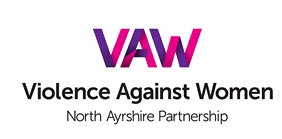 VAW
Violence Against Women
North Ayrshire Partnership